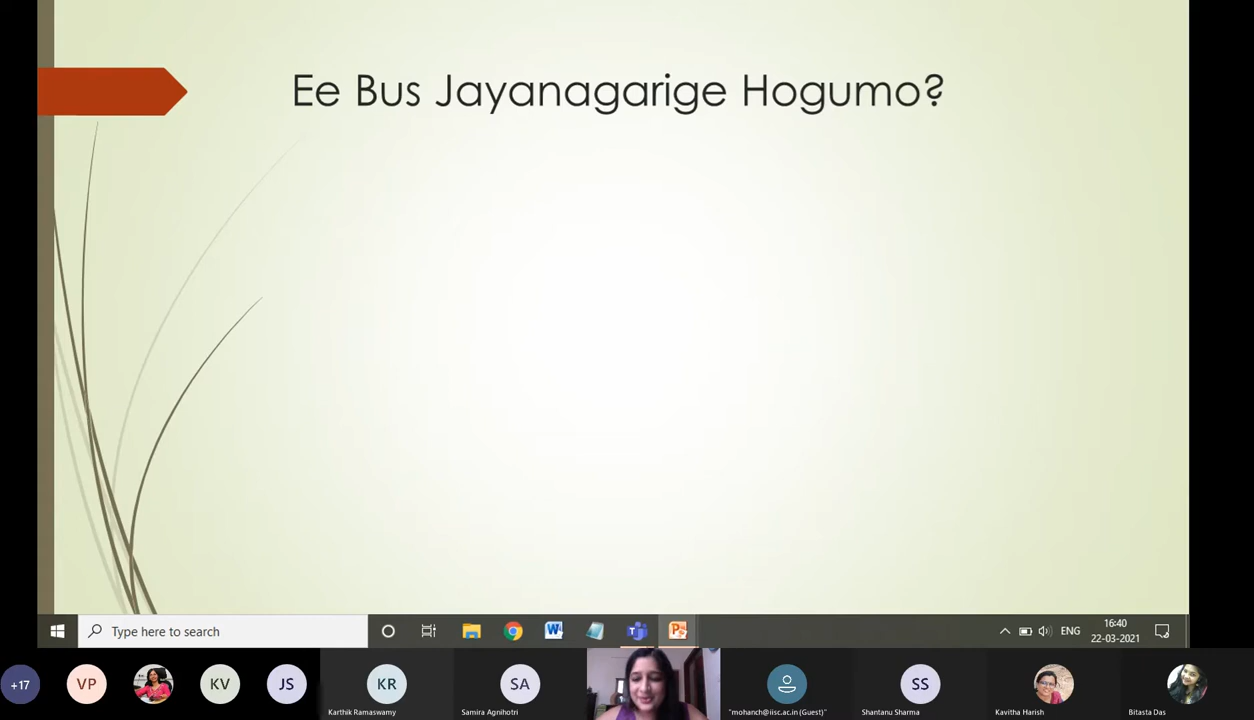 Ee Bus Jayanagarige Hogumo?
Type here to search
ENG
16:40
22-03-2021
+17
VP
KV
JS
KR
SA
SS
Karthik Ramaswamy
Samira Agnihotri
"mohanch@iisc.ac.in (Guest)"
Shantanu Sharma
Kavitha Harish
Bitasta Das